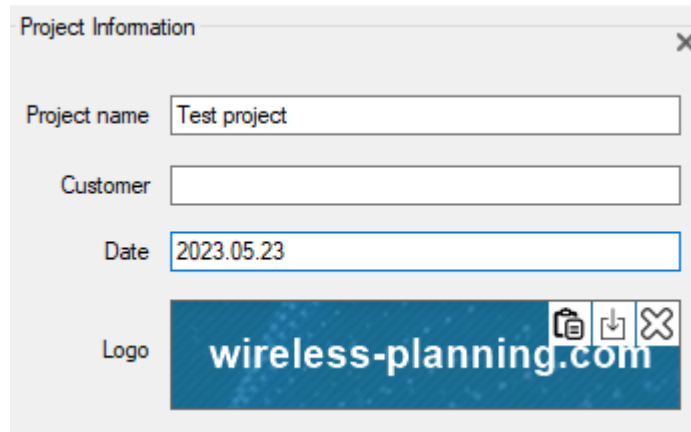 Project Information
Project name Test project
Customer
Date 2023.05.23
Logo wireless-planning.com